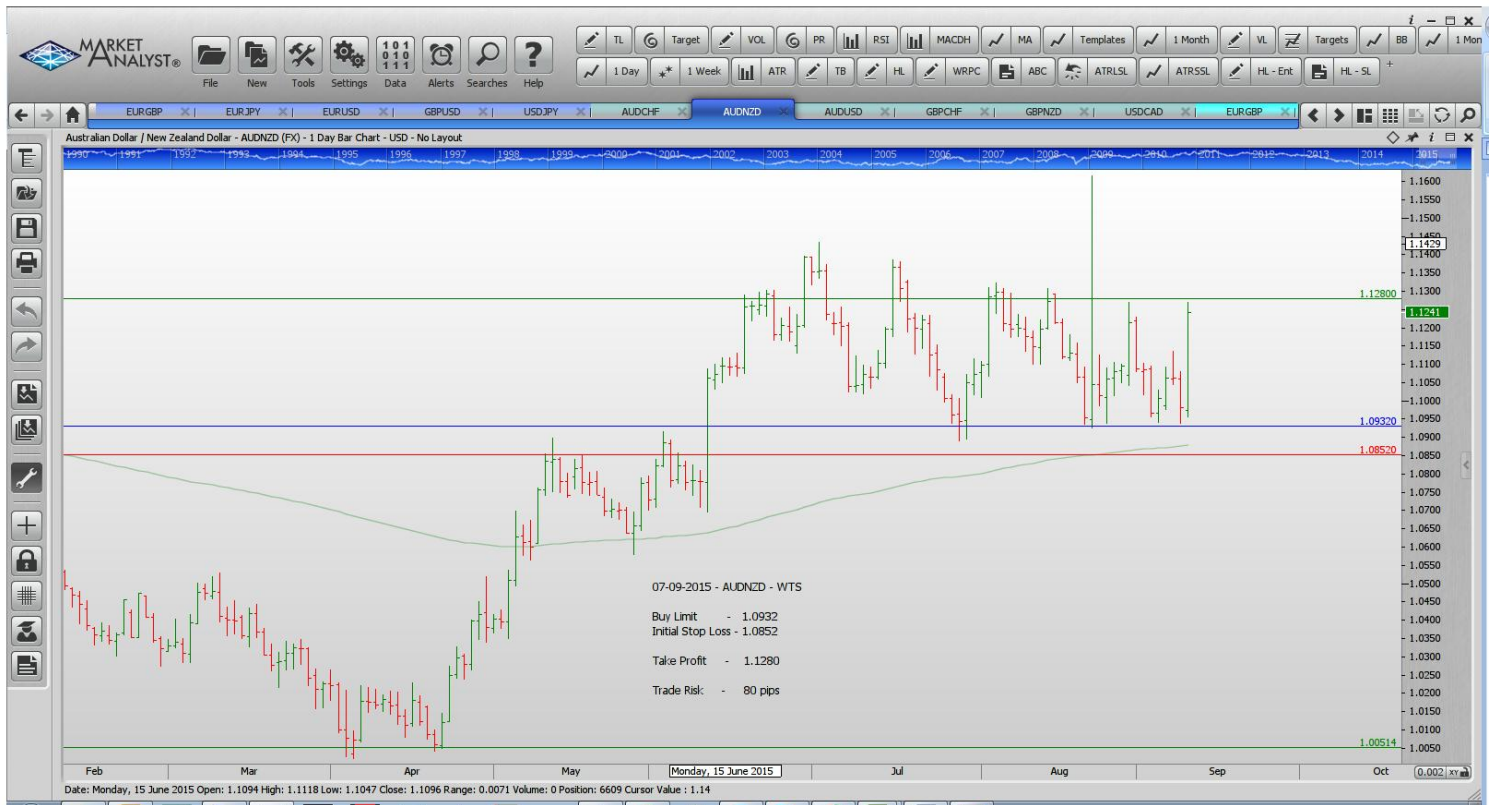 MARKET
ANALYST®
File New Tools Settings Data Alerts Searches Help
TL Target VOL PR RSI MACDH MA Templates 1 Month VL Targets BB 1 Mon
1 Day 1 Week ATR TB HL WRPC ABC ATRLSL ATRSSL HL - Ent HL - SL +
EURGBP EURJPY EURUSD GBPUSD USDJPY AUDCHF AUDNZD AUDUSD GBPCHF GBPNZD USDCAD EURGBP
Australian Dollar / New Zealand Dollar - AUDNZD (FX) - 1 Day Bar Chart - USD - No Layout
1990 1991 1992 1993 1994 1995 1996 1997 1998 1999 2000 2001 2002 2003 2004 2005 2006 2007 2008 2009 2010 2011 2012 2013 2014 2015
1.1600
1.1550
1.1500
1.1450
1.1429
1.1400
1.1350
1.1300
1.12800
1.1241
1.1200
1.1150
1.1100
1.1050
1.1000
1.0950
1.09320
1.0900
1.08520
1.0850
1.0800
1.0750
1.0700
1.0650
1.0600
1.0550
1.0500
1.0450
1.0400
1.0350
1.0300
1.0250
1.0200
1.0150
1.0100
1.00514
1.0050
07-09-2015 - AUDNZD - WTS
Buy Limit - 1.0932
Initial Stop Loss - 1.0852
Take Profit - 1.1280
Trade Risk - 80 pips
Feb Mar Apr May Monday, 15 June 2015 Jul Aug Sep Oct 0.002 XY
Date: Monday, 15 June 2015 Open: 1.1094 High: 1.1118 Low: 1.1047 Close: 1.1096 Range: 0.0071 Volume: 0 Position: 6609 Cursor Value : 1.14